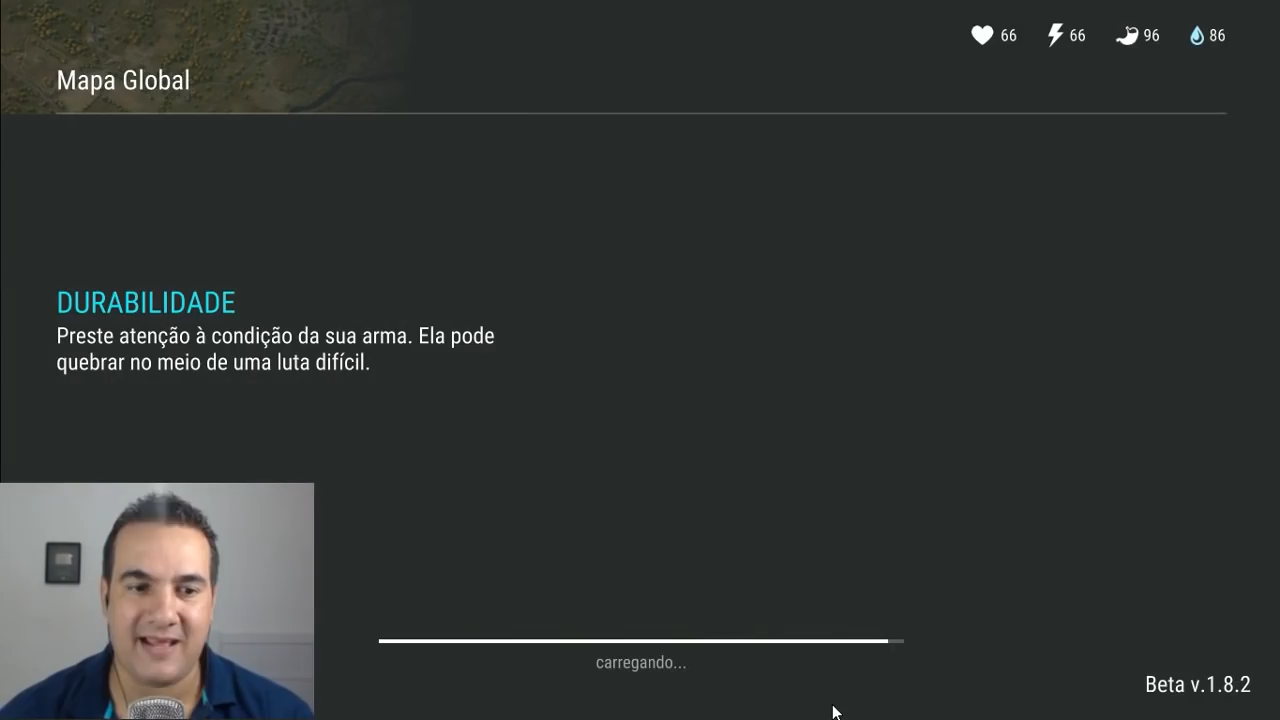 66 66 96 86
Mapa Global
DURABILIDADE
Preste atenção à condição da sua arma. Ela pode
quebrar no meio de uma luta difícil.
carregando...
Beta v.1.8.2